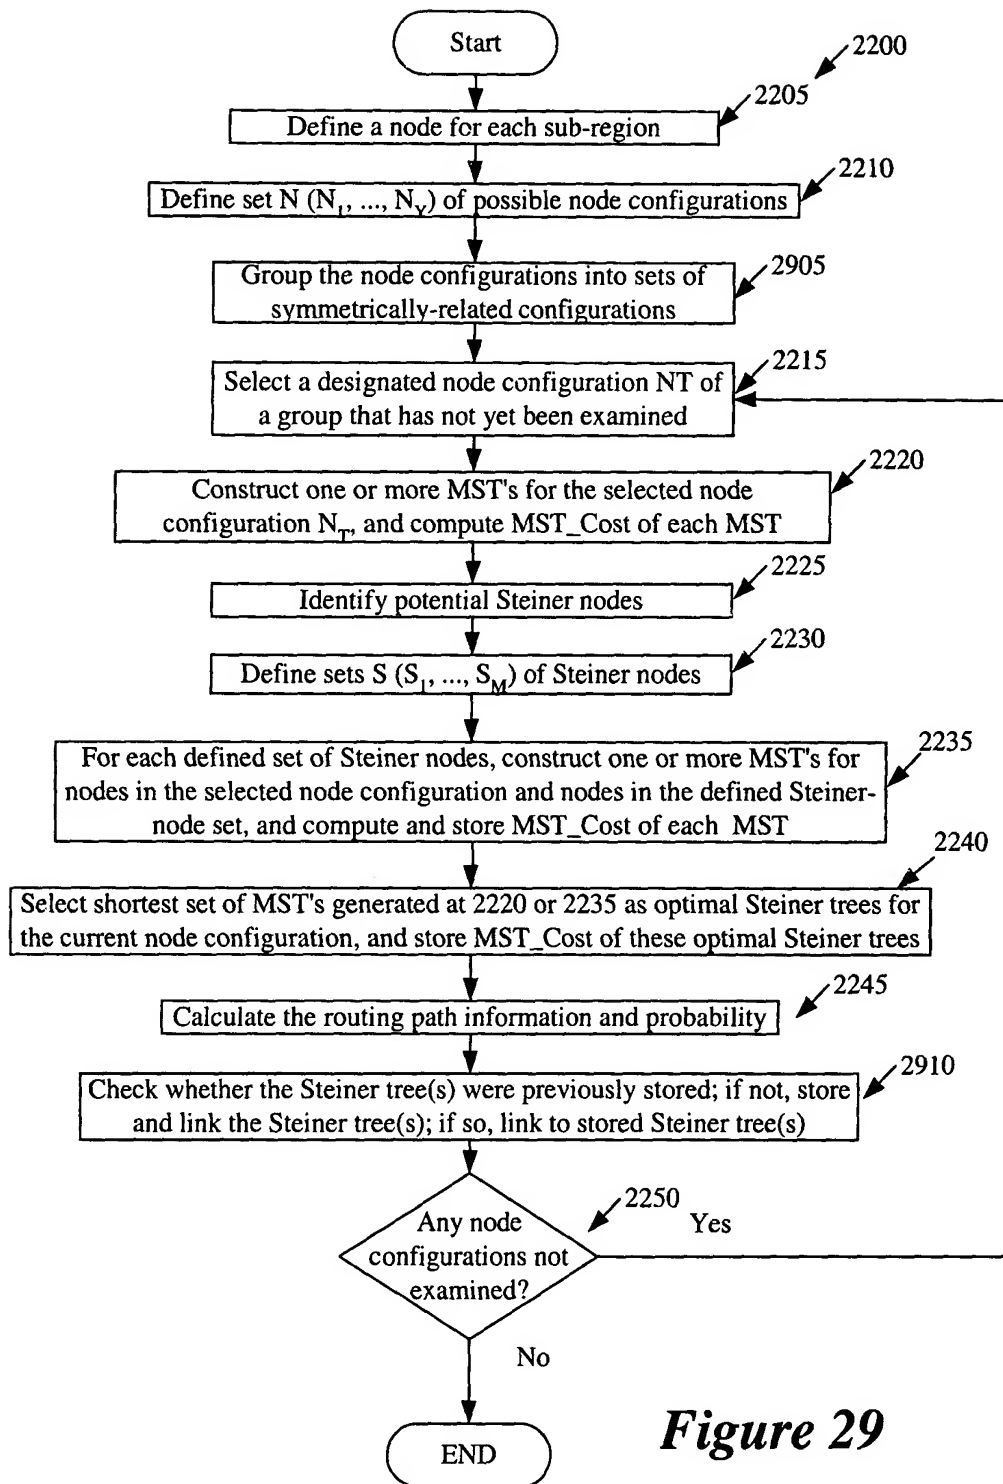 Start
2200
2205
Define a node for each sub-region
2210
Define set N (N₁, ..., N_Y) of possible node configurations
2905
Group the node configurations into sets of
symmetrically-related configurations
2215
Select a designated node configuration NT of
a group that has not yet been examined
2220
Construct one or more MST's for the selected node
configuration N_T, and compute MST_Cost of each MST
2225
Identify potential Steiner nodes
2230
Define sets S (S₁, ..., S_M) of Steiner nodes
2235
For each defined set of Steiner nodes, construct one or more MST's for
nodes in the selected node configuration and nodes in the defined Steiner-
node set, and compute and store MST_Cost of each MST
2240
Select shortest set of MST's generated at 2220 or 2235 as optimal Steiner trees for
the current node configuration, and store MST_Cost of these optimal Steiner trees
2245
Calculate the routing path information and probability
2910
Check whether the Steiner tree(s) were previously stored; if not, store
and link the Steiner tree(s); if so, link to stored Steiner tree(s)
2250
Yes
Any node
configurations not
examined?
No
END
Figure 29